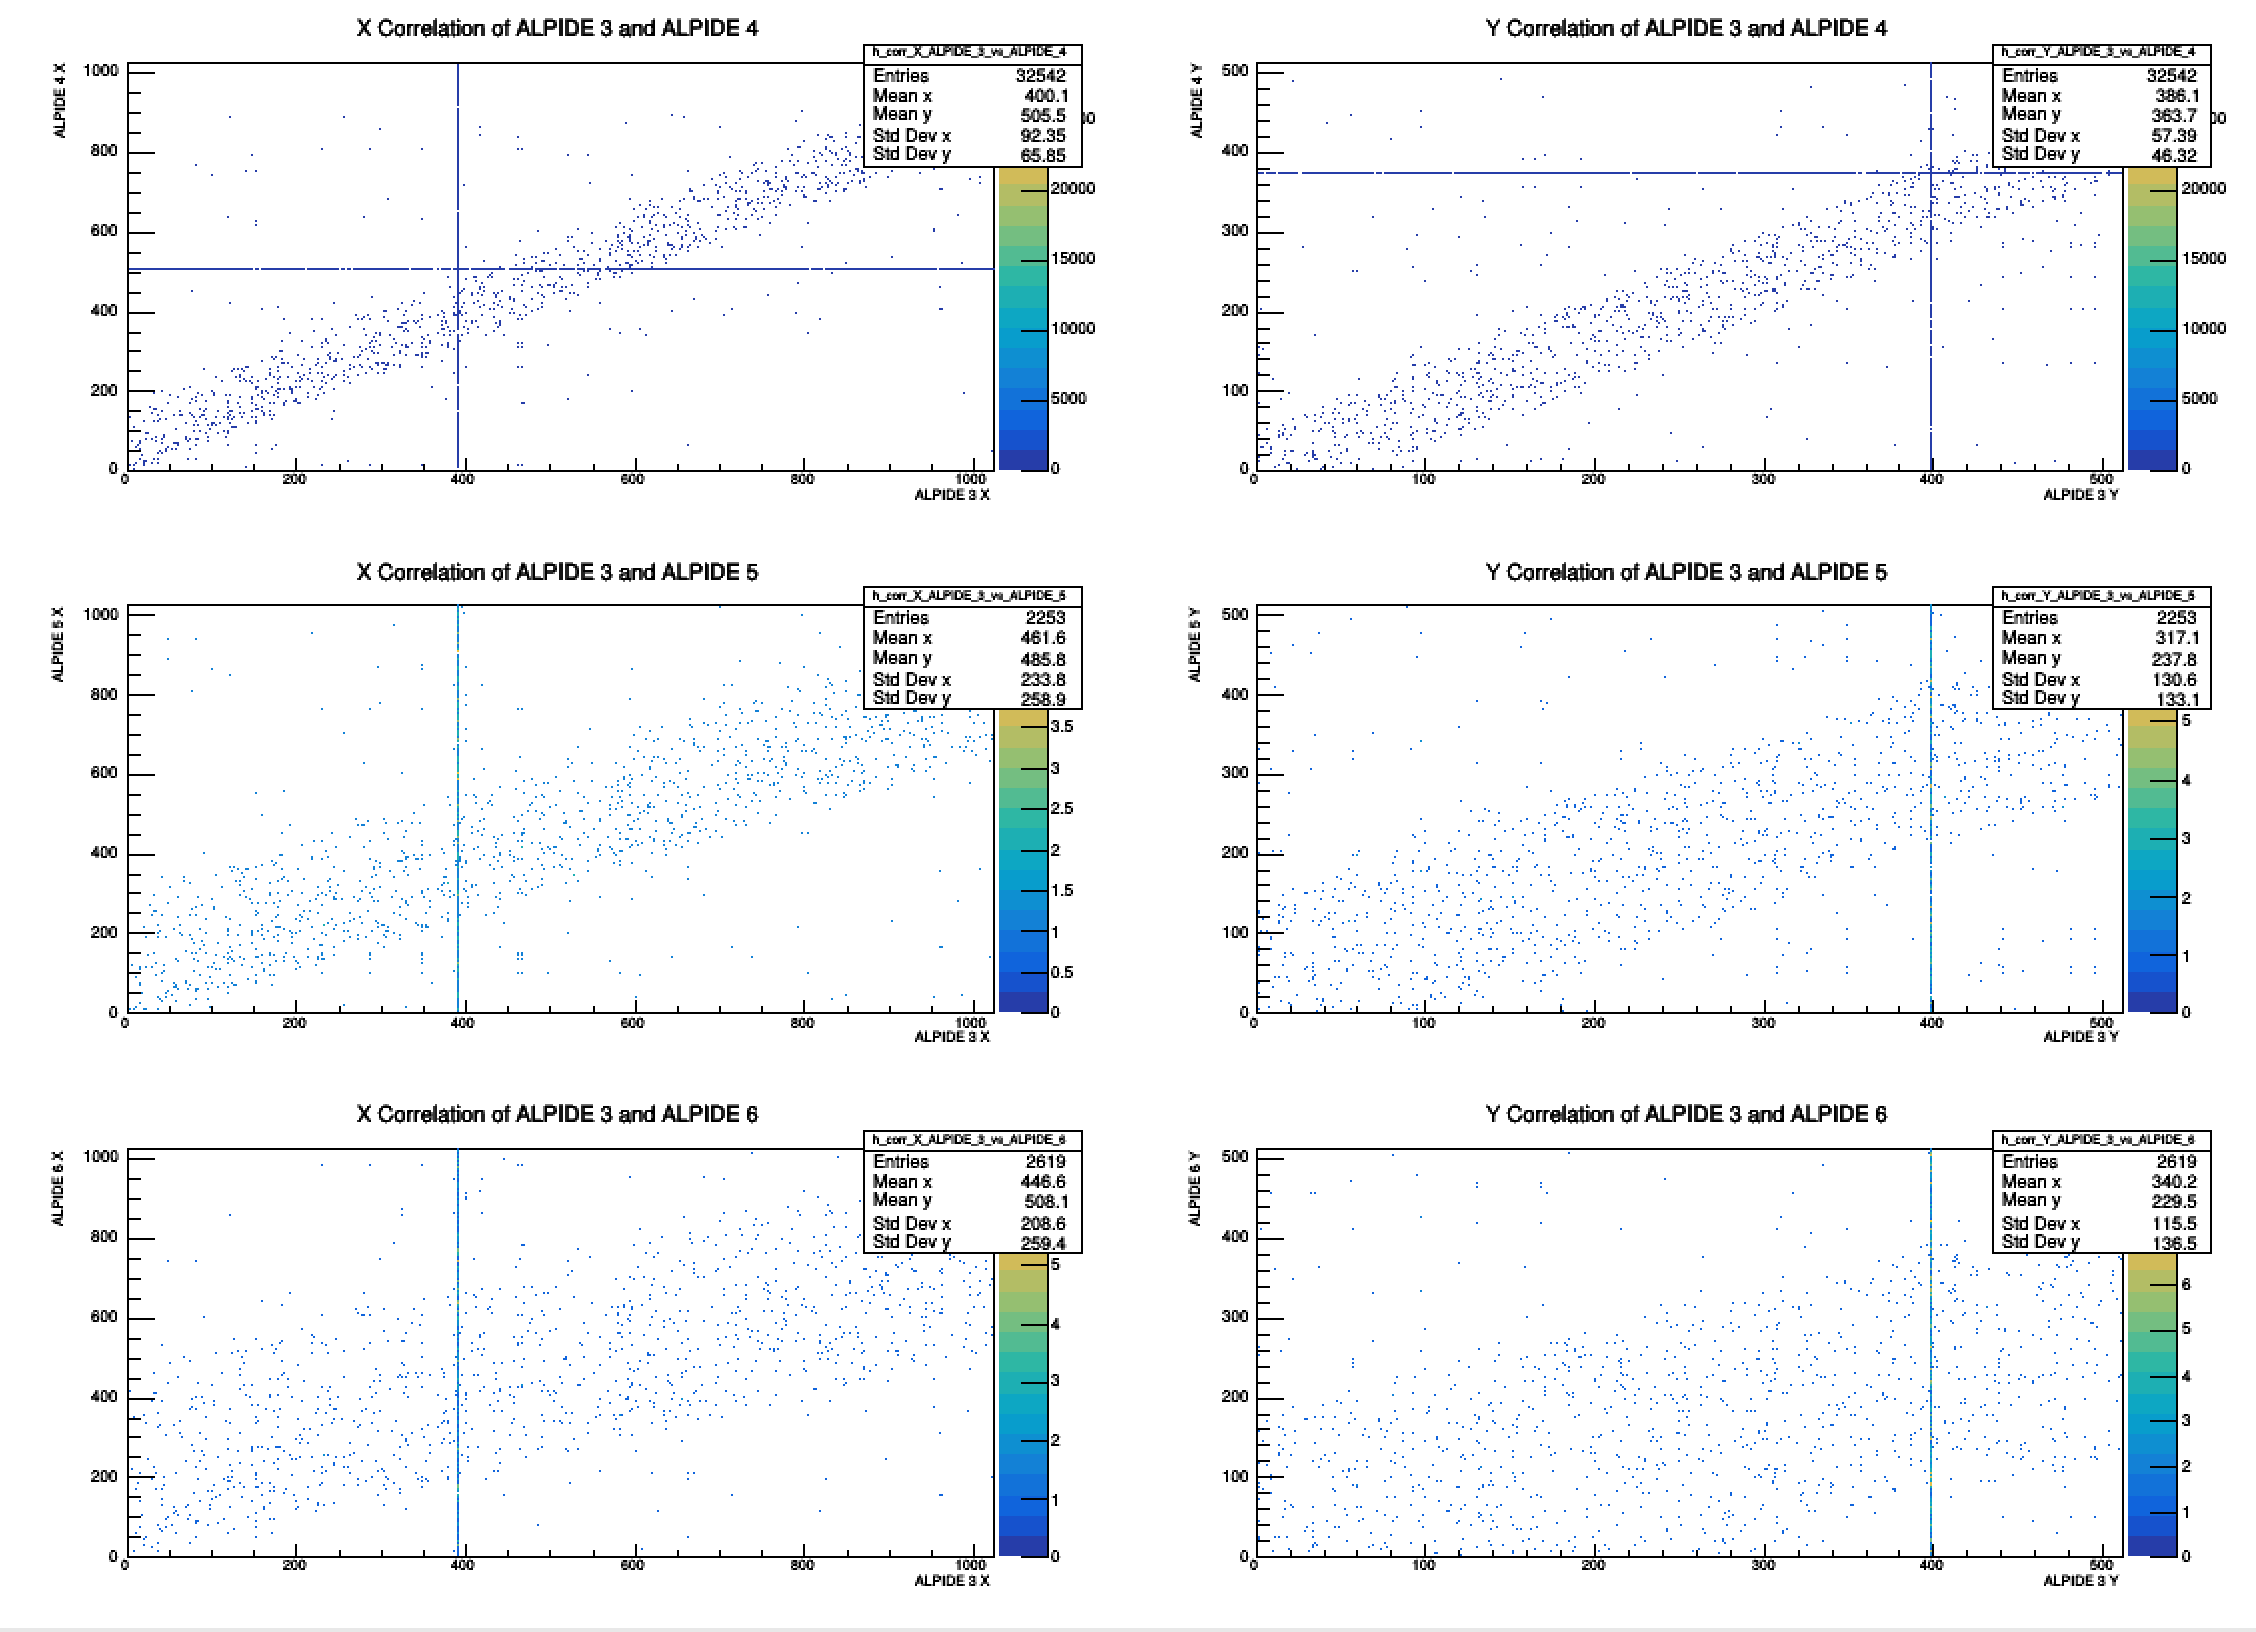 X Correlation of ALPIDE 3 and ALPIDE 4
h_corr_X_ALPIDE_3_vs_ALPIDE_4
Entries 32542
Mean x 400.1
Mean y 505.5
Std Dev x 92.35
Std Dev y 65.85
ALPIDE 4 X
1000
800
600
400
200
0
0 200 400 600 800 1000
ALPIDE 3 X
20000
15000
10000
5000
0
Y Correlation of ALPIDE 3 and ALPIDE 4
h_corr_Y_ALPIDE_3_vs_ALPIDE_4
Entries 32542
Mean x 386.1
Mean y 363.7
Std Dev x 57.39
Std Dev y 46.32
ALPIDE 4 Y
500
400
300
200
100
0
0 100 200 300 400 500
ALPIDE 3 Y
20000
15000
10000
5000
0
X Correlation of ALPIDE 3 and ALPIDE 5
h_corr_X_ALPIDE_3_vs_ALPIDE_5
Entries 2253
Mean x 461.6
Mean y 485.8
Std Dev x 233.8
Std Dev y 258.9
ALPIDE 5 X
1000
800
600
400
200
0
0 200 400 600 800 1000
ALPIDE 3 X
3.5
3
2.5
2
1.5
1
0.5
0
Y Correlation of ALPIDE 3 and ALPIDE 5
h_corr_Y_ALPIDE_3_vs_ALPIDE_5
Entries 2253
Mean x 317.1
Mean y 237.8
Std Dev x 130.6
Std Dev y 133.1
ALPIDE 5 Y
500
400
300
200
100
0
0 100 200 300 400 500
ALPIDE 3 Y
5
4
3
2
1
0
X Correlation of ALPIDE 3 and ALPIDE 6
h_corr_X_ALPIDE_3_vs_ALPIDE_6
Entries 2619
Mean x 446.6
Mean y 508.1
Std Dev x 208.6
Std Dev y 259.4
ALPIDE 6 X
1000
800
600
400
200
0
0 200 400 600 800 1000
ALPIDE 3 X
5
4
3
2
1
0
Y Correlation of ALPIDE 3 and ALPIDE 6
h_corr_Y_ALPIDE_3_vs_ALPIDE_6
Entries 2619
Mean x 340.2
Mean y 229.5
Std Dev x 115.5
Std Dev y 136.5
ALPIDE 6 Y
500
400
300
200
100
0
0 100 200 300 400 500
ALPIDE 3 Y
6
5
4
3
2
1
0